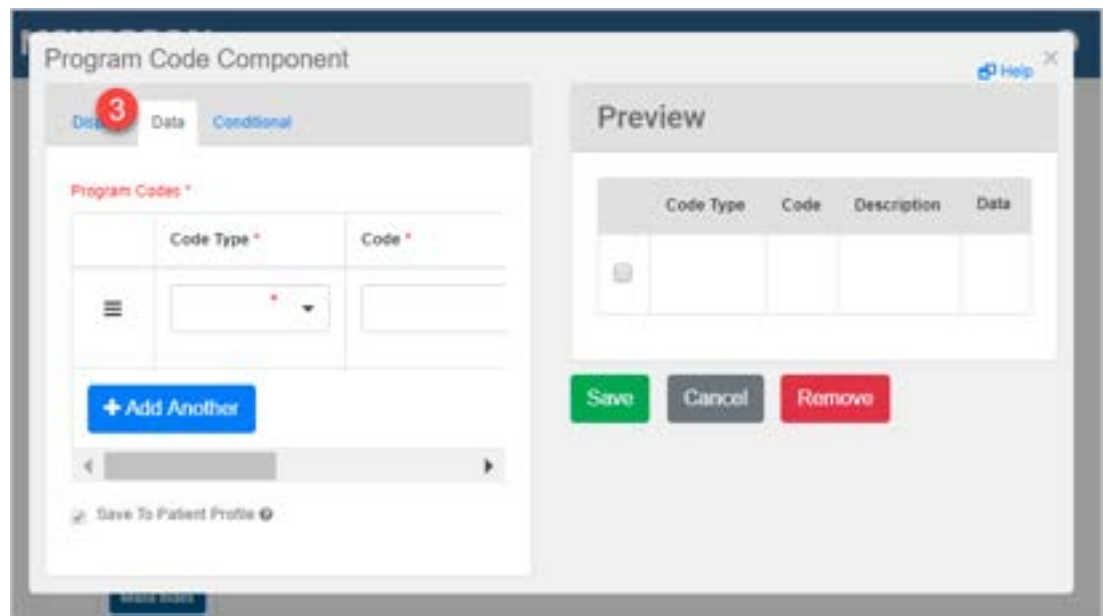 Program Code Component
Help
3
Data
Conditional
Program Codes *
Code Type *
Code *
*
+ Add Another
Save To Patient Profile
Preview
Code Type
Code
Description
Data
Save
Cancel
Remove